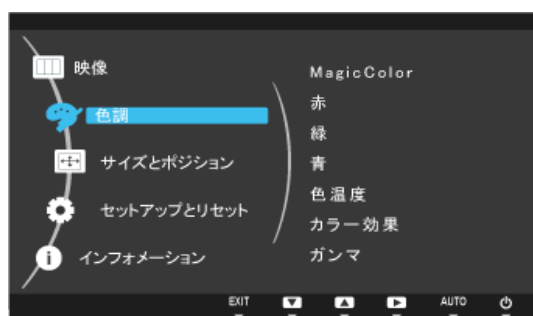 映像
色調
サイズとポジション
セットアップとリセット
インフォメーション
MagicColor
赤
緑
青
色温度
カラー効果
ガンマ
EXIT
AUTO